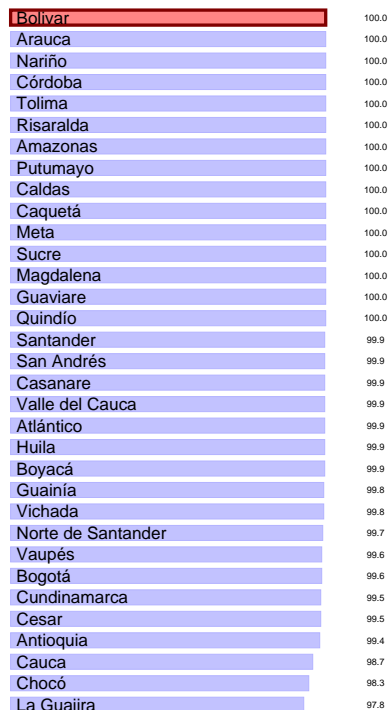 Bolivar 100.0
Arauca 100.0
Nariño 100.0
Córdoba 100.0
Tolima 100.0
Risaralda 100.0
Amazonas 100.0
Putumayo 100.0
Caldas 100.0
Caquetá 100.0
Meta 100.0
Sucre 100.0
Magdalena 100.0
Guaviare 100.0
Quindío 100.0
Santander 99.9
San Andrés 99.9
Casanare 99.9
Valle del Cauca 99.9
Atlántico 99.9
Huila 99.9
Boyacá 99.9
Guainía 99.8
Vichada 99.8
Norte de Santander 99.7
Vaupés 99.6
Bogotá 99.6
Cundinamarca 99.5
Cesar 99.5
Antioquia 99.4
Cauca 98.7
Chocó 98.3
La Guajira 97.8